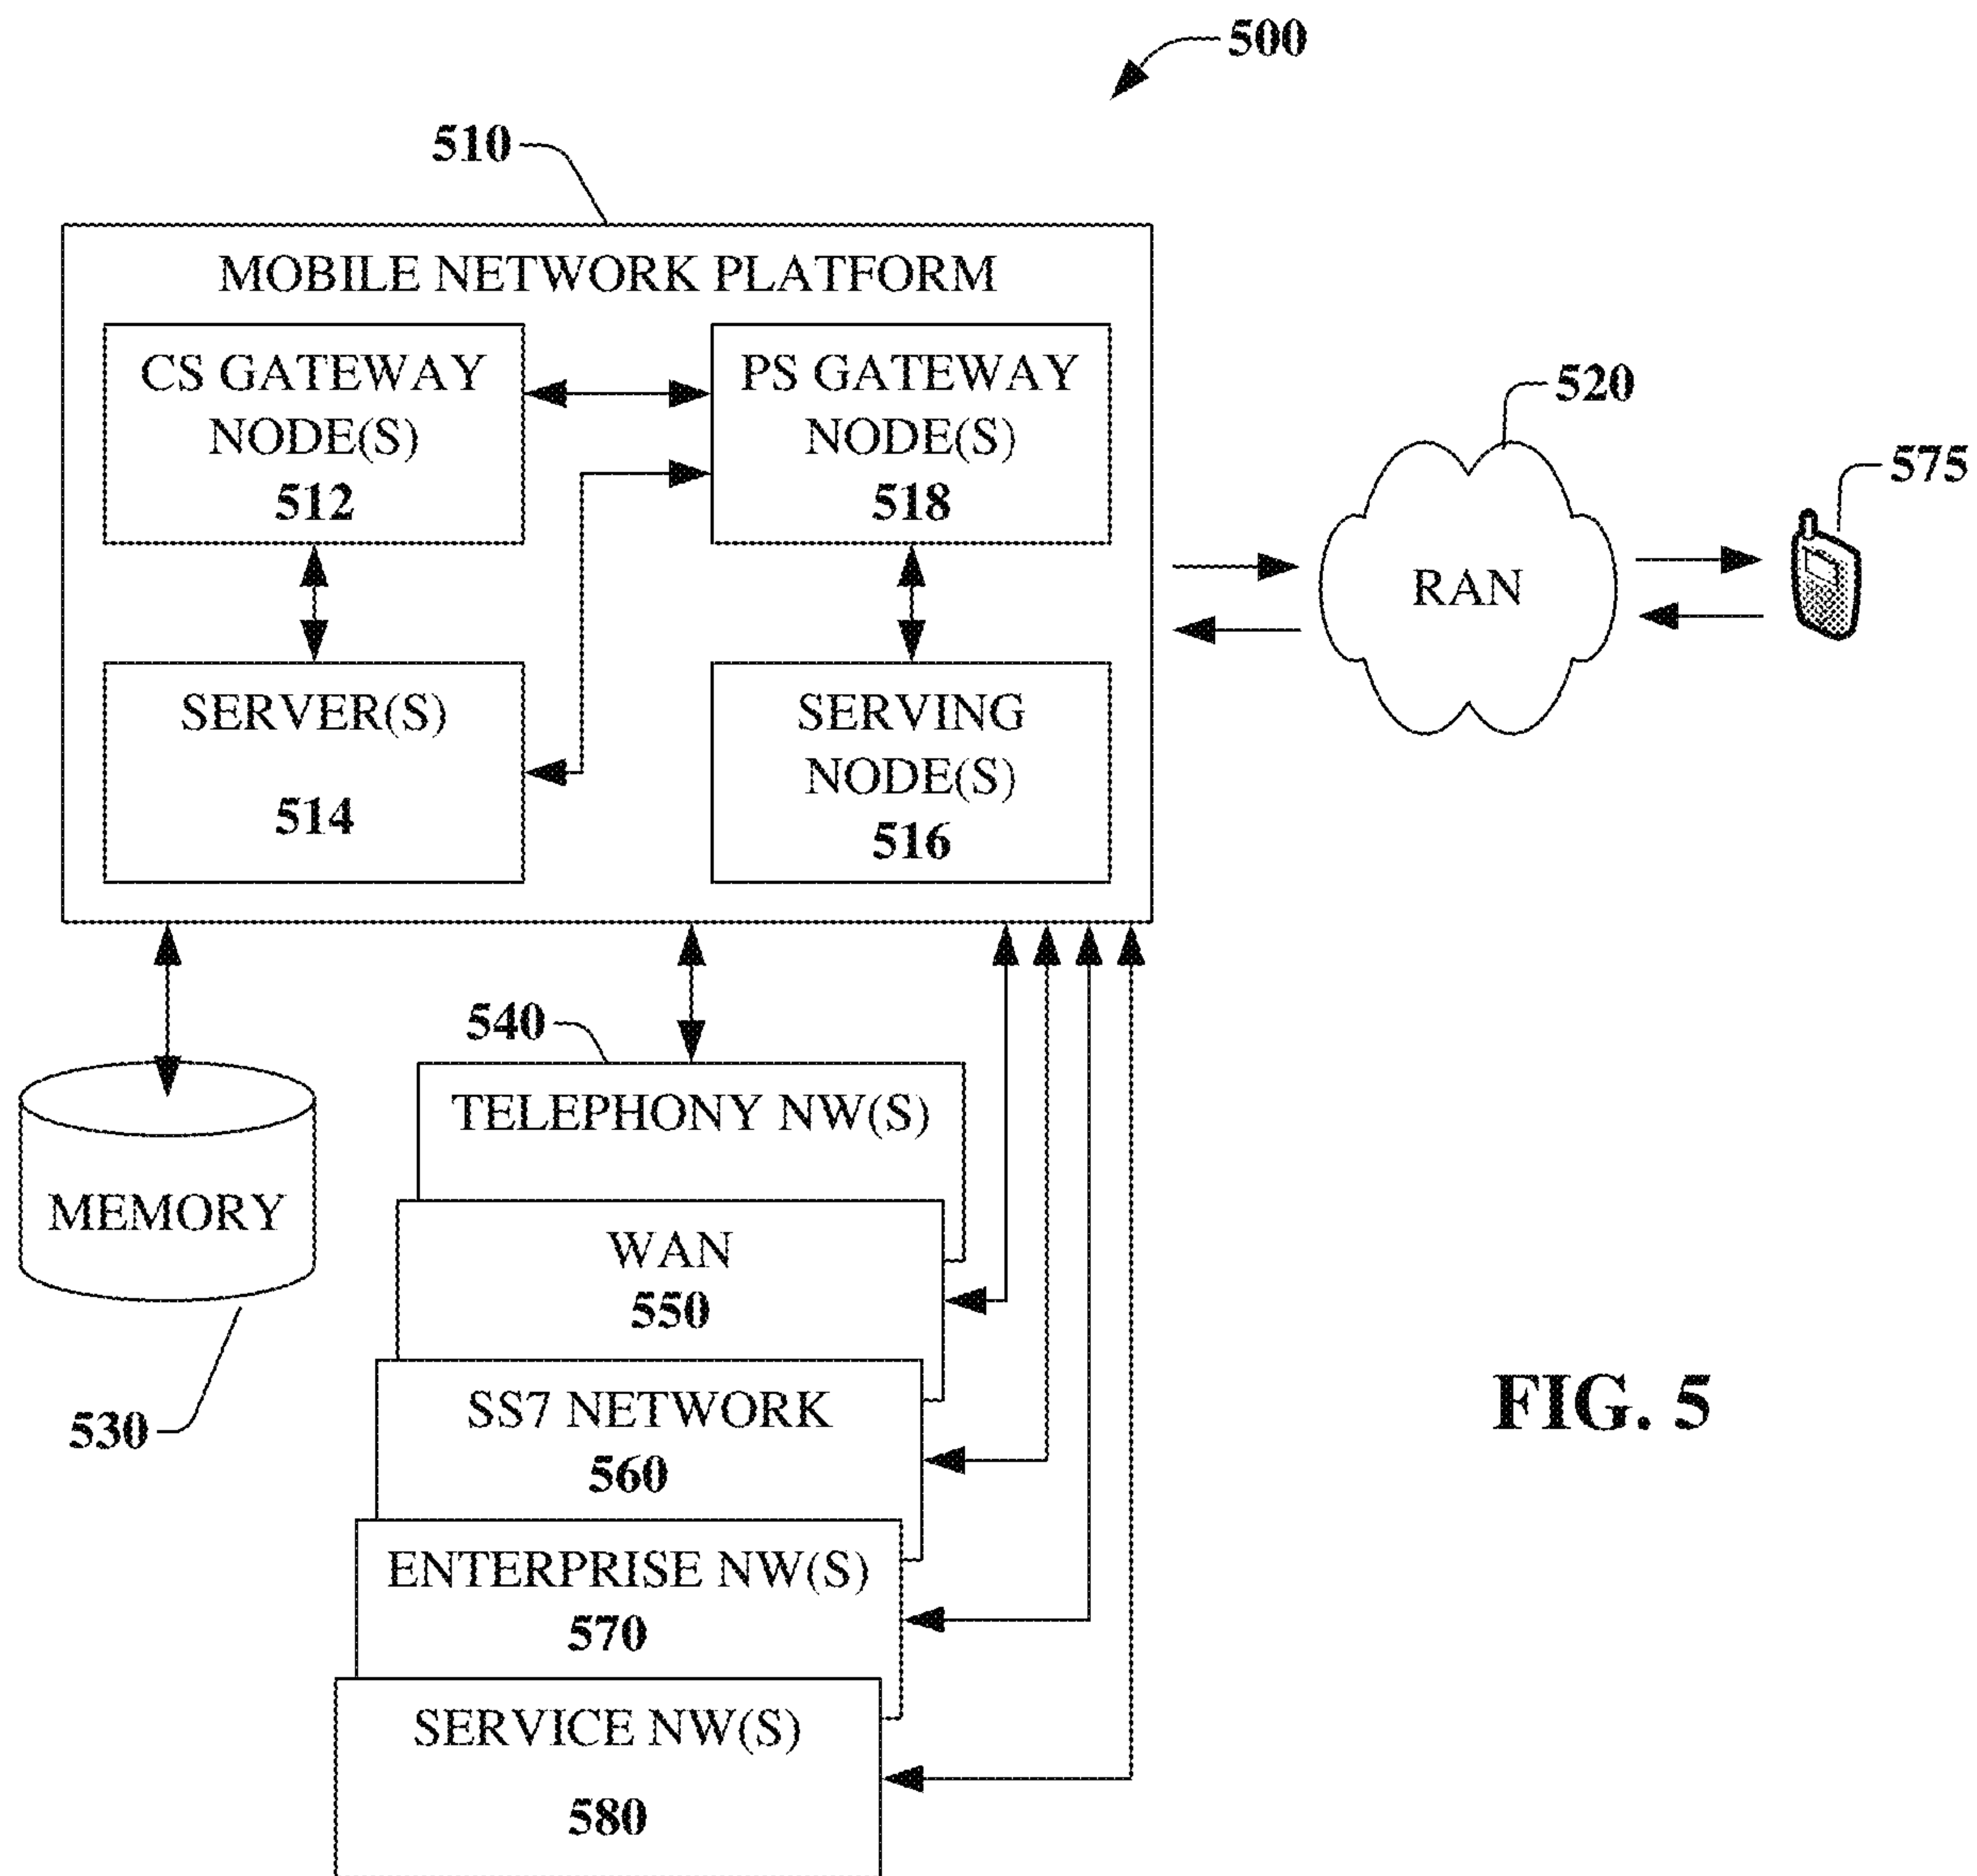 500
510
MOBILE NETWORK PLATFORM
CS GATEWAY
NODE(S)
512
PS GATEWAY
NODE(S)
518
SERVER(S)
514
SERVING
NODE(S)
516
520
RAN
575
540
TELEPHONY NW(S)
MEMORY
530
WAN
550
SS7 NETWORK
560
ENTERPRISE NW(S)
570
SERVICE NW(S)
580
FIG. 5